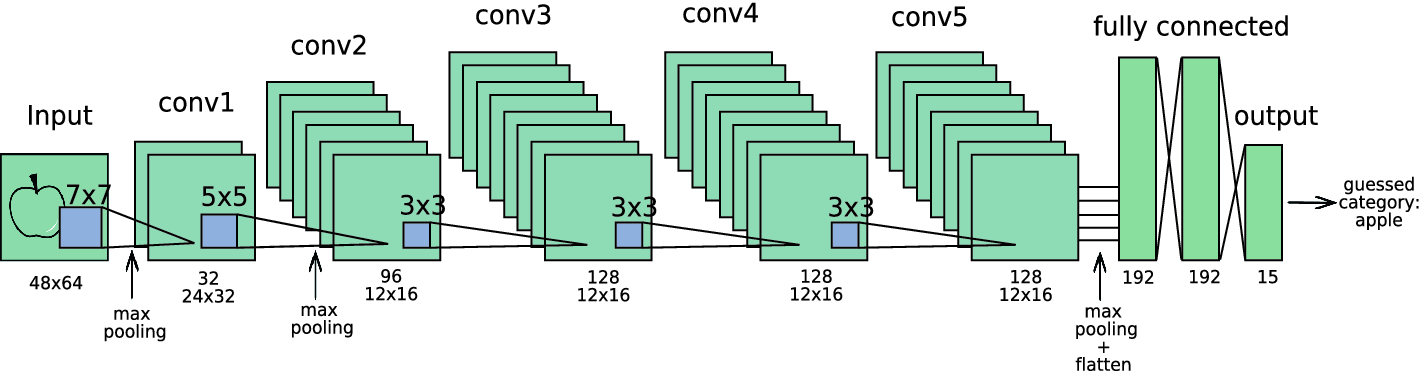 Input
conv1
conv2
conv3
conv4
conv5
fully connected
output
7x7
5x5
3x3
3x3
3x3
guessed
category:
apple
48x64
32
24x32
96
12x16
128
12x16
128
12x16
128
12x16
192
192
15
max
pooling
max
pooling
max
pooling
+
flatten